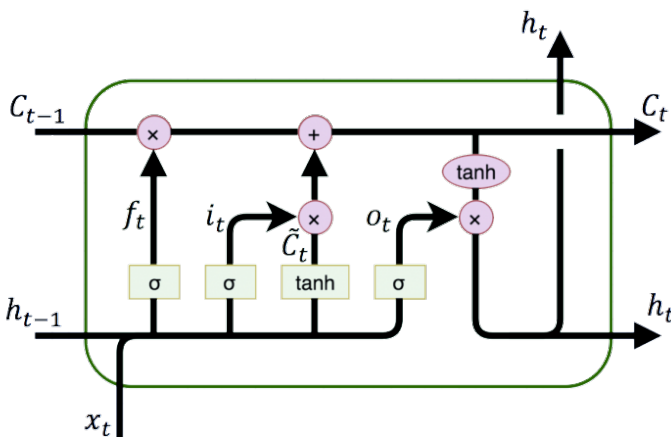 h_t
C_{t-1} × + C_t
tanh
f_t i_t × C̃_t o_t ×
σ σ tanh σ
h_{t-1} h_t
x_t